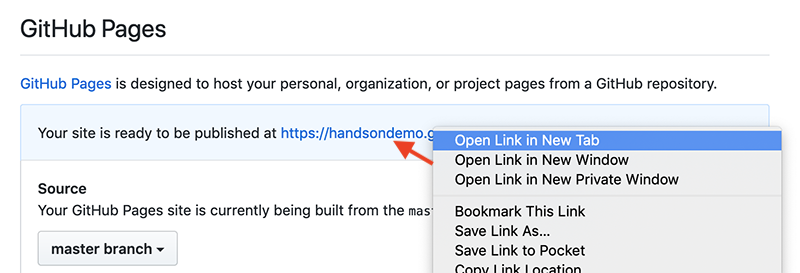 GitHub Pages
GitHub Pages is designed to host your personal, organization, or project pages from a GitHub repository.
Your site is ready to be published at https://handsondemo.g
Open Link in New Tab
Open Link in New Window
Open Link in New Private Window
Source
Your GitHub Pages site is currently being built from the mas
Bookmark This Link
Save Link As...
master branch
Save Link to Pocket
Copy Link Location